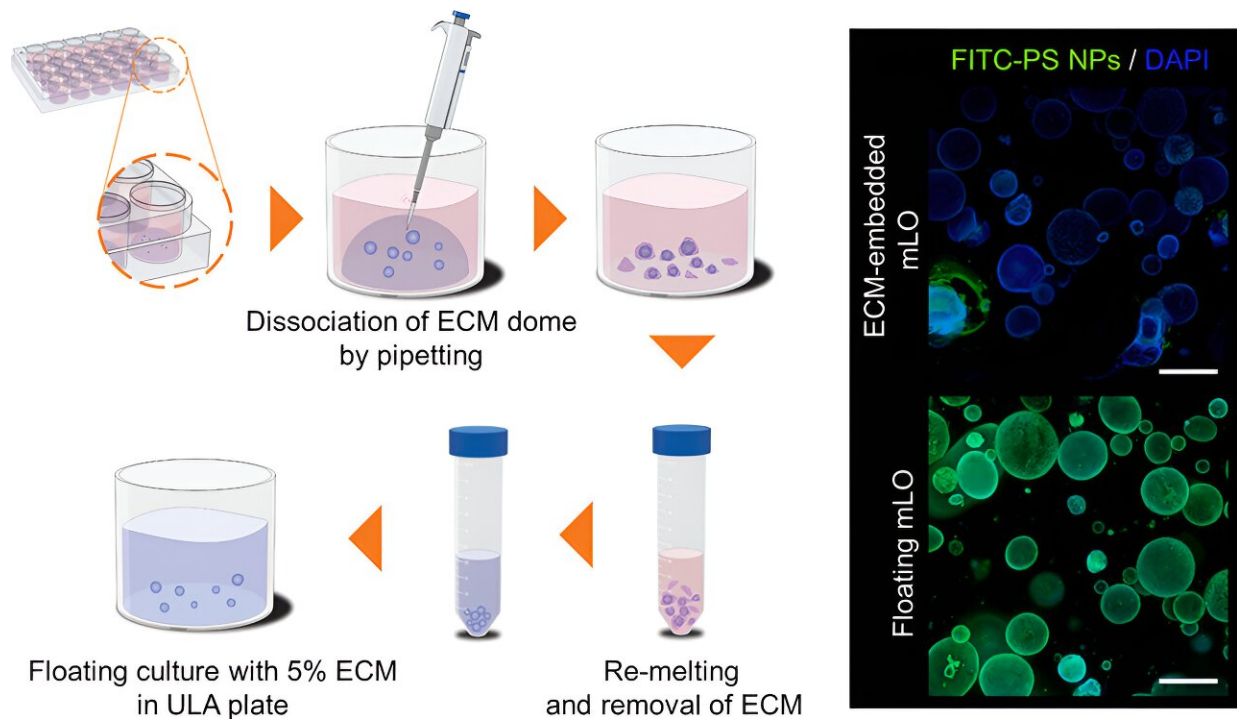 Dissociation of ECM dome
by pipetting
Re-melting
and removal of ECM
Floating culture with 5% ECM
in ULA plate
FITC-PS NPs / DAPI
ECM-embedded
mLO
Floating mLO